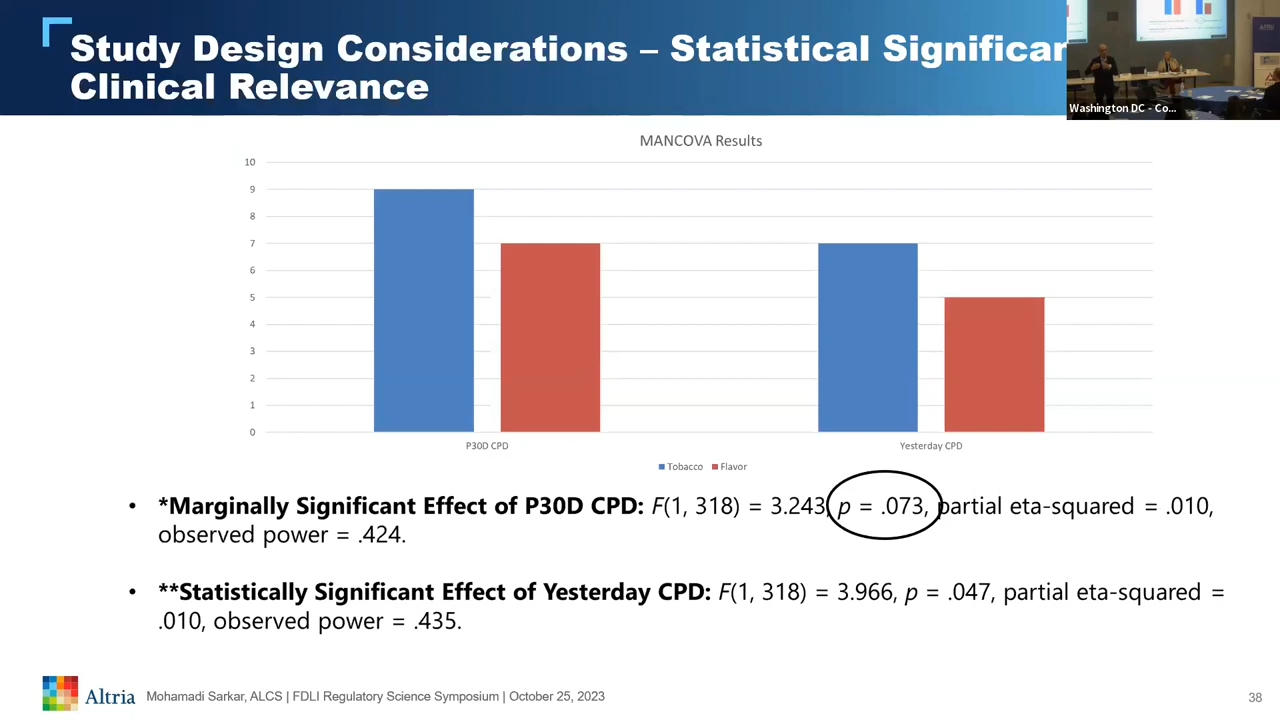 Study Design Considerations – Statistical Significan
Clinical Relevance
Washington DC - Co...
MANCOVA Results
10
9
8
7
6
5
4
3
2
1
0
P30D CPD
Yesterday CPD
Tobacco Flavor
• *Marginally Significant Effect of P30D CPD: F(1, 318) = 3.243, p = .073, partial eta-squared = .010,
observed power = .424.
• **Statistically Significant Effect of Yesterday CPD: F(1, 318) = 3.966, p = .047, partial eta-squared =
.010, observed power = .435.
Altria
Mohamadi Sarkar, ALCS | FDLI Regulatory Science Symposium | October 25, 2023
38